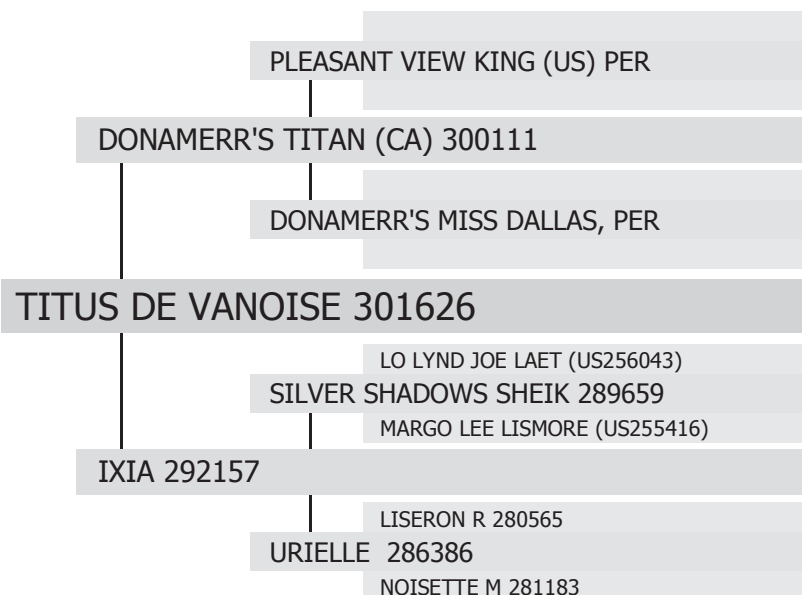 PLEASANT VIEW KING (US) PER
DONAMERR'S TITAN (CA) 300111
DONAMERR'S MISS DALLAS, PER
TITUS DE VANOISE 301626
LO LYND JOE LAET (US256043)
SILVER SHADOWS SHEIK 289659
MARGO LEE LISMORE (US255416)
IXIA 292157
LISERON R 280565
URIELLE  286386
NOISETTE M 281183